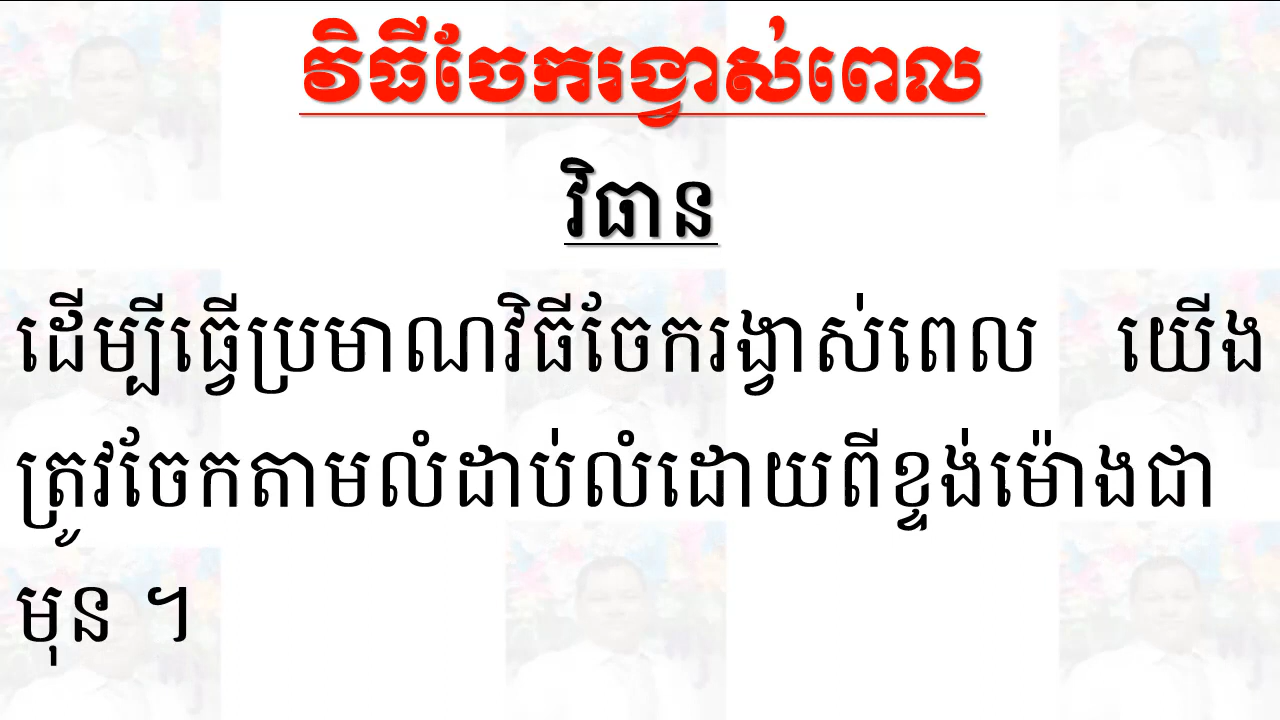 វិធីចែករង្វាស់ពេល
វិធាន
ដើម្បីធ្វើប្រមាណវិធីចែករង្វាស់ពេល យើង
ត្រូវចែកតាមលំដាប់លំដោយពីខ្ទង់ម៉ោងជា
មុន ។